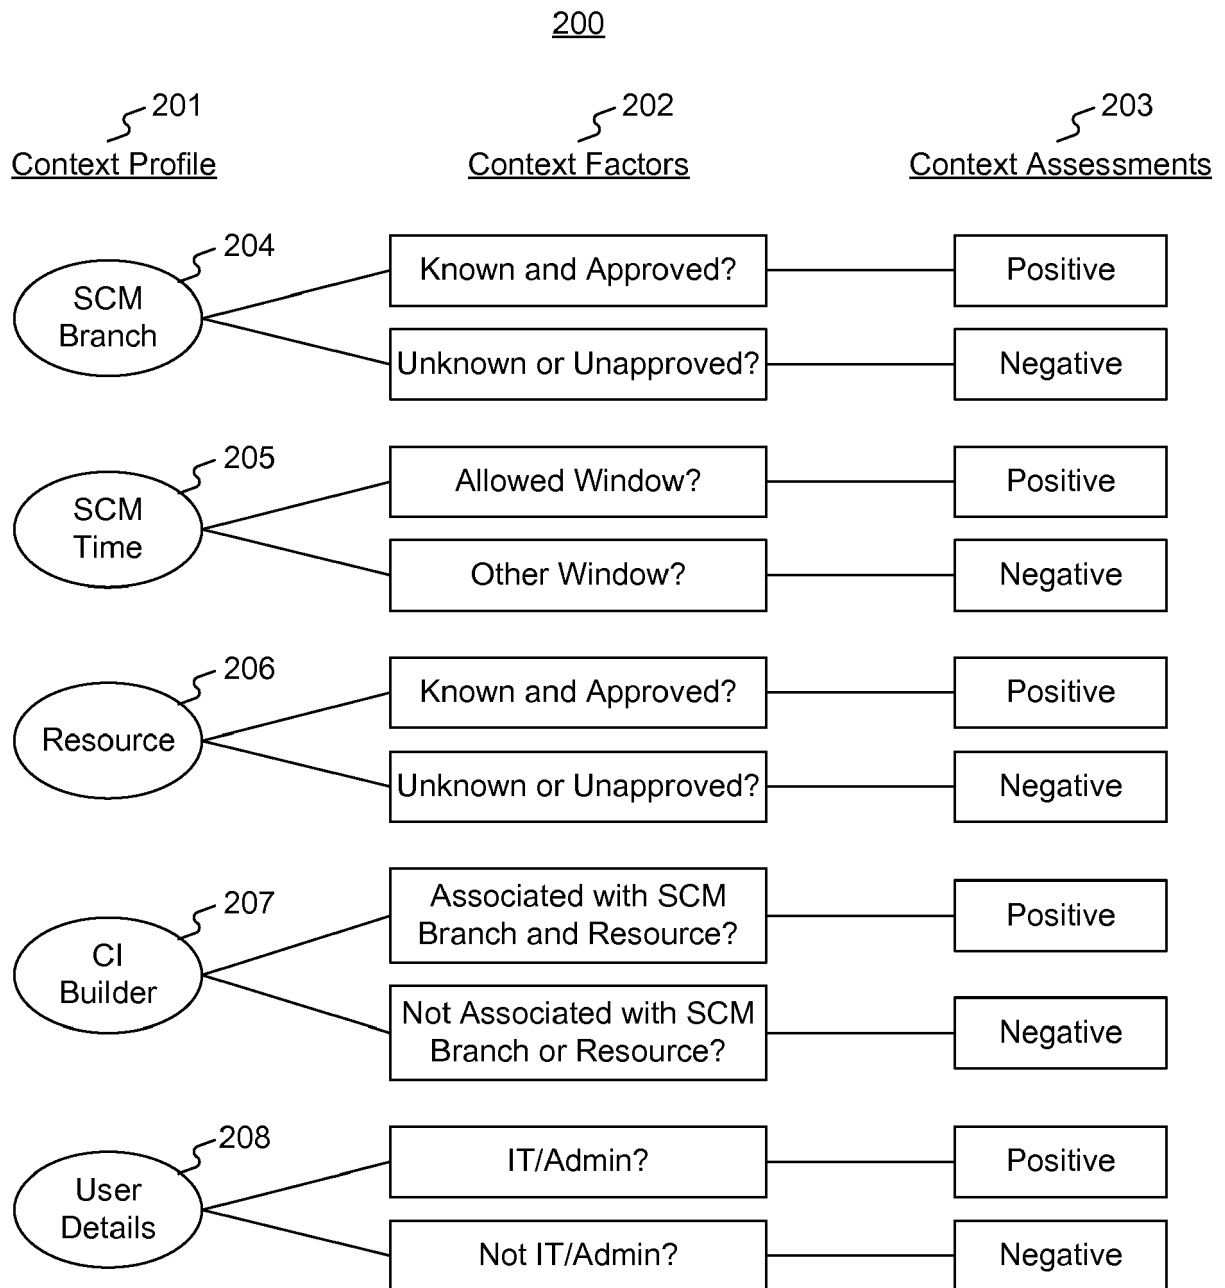 200
201
202
203
Context Profile
Context Factors
Context Assessments
204
SCM
Branch
Known and Approved?
Positive
Unknown or Unapproved?
Negative
205
SCM
Time
Allowed Window?
Positive
Other Window?
Negative
206
Resource
Known and Approved?
Positive
Unknown or Unapproved?
Negative
207
CI
Builder
Associated with SCM
Branch and Resource?
Positive
Not Associated with SCM
Branch or Resource?
Negative
208
User
Details
IT/Admin?
Positive
Not IT/Admin?
Negative